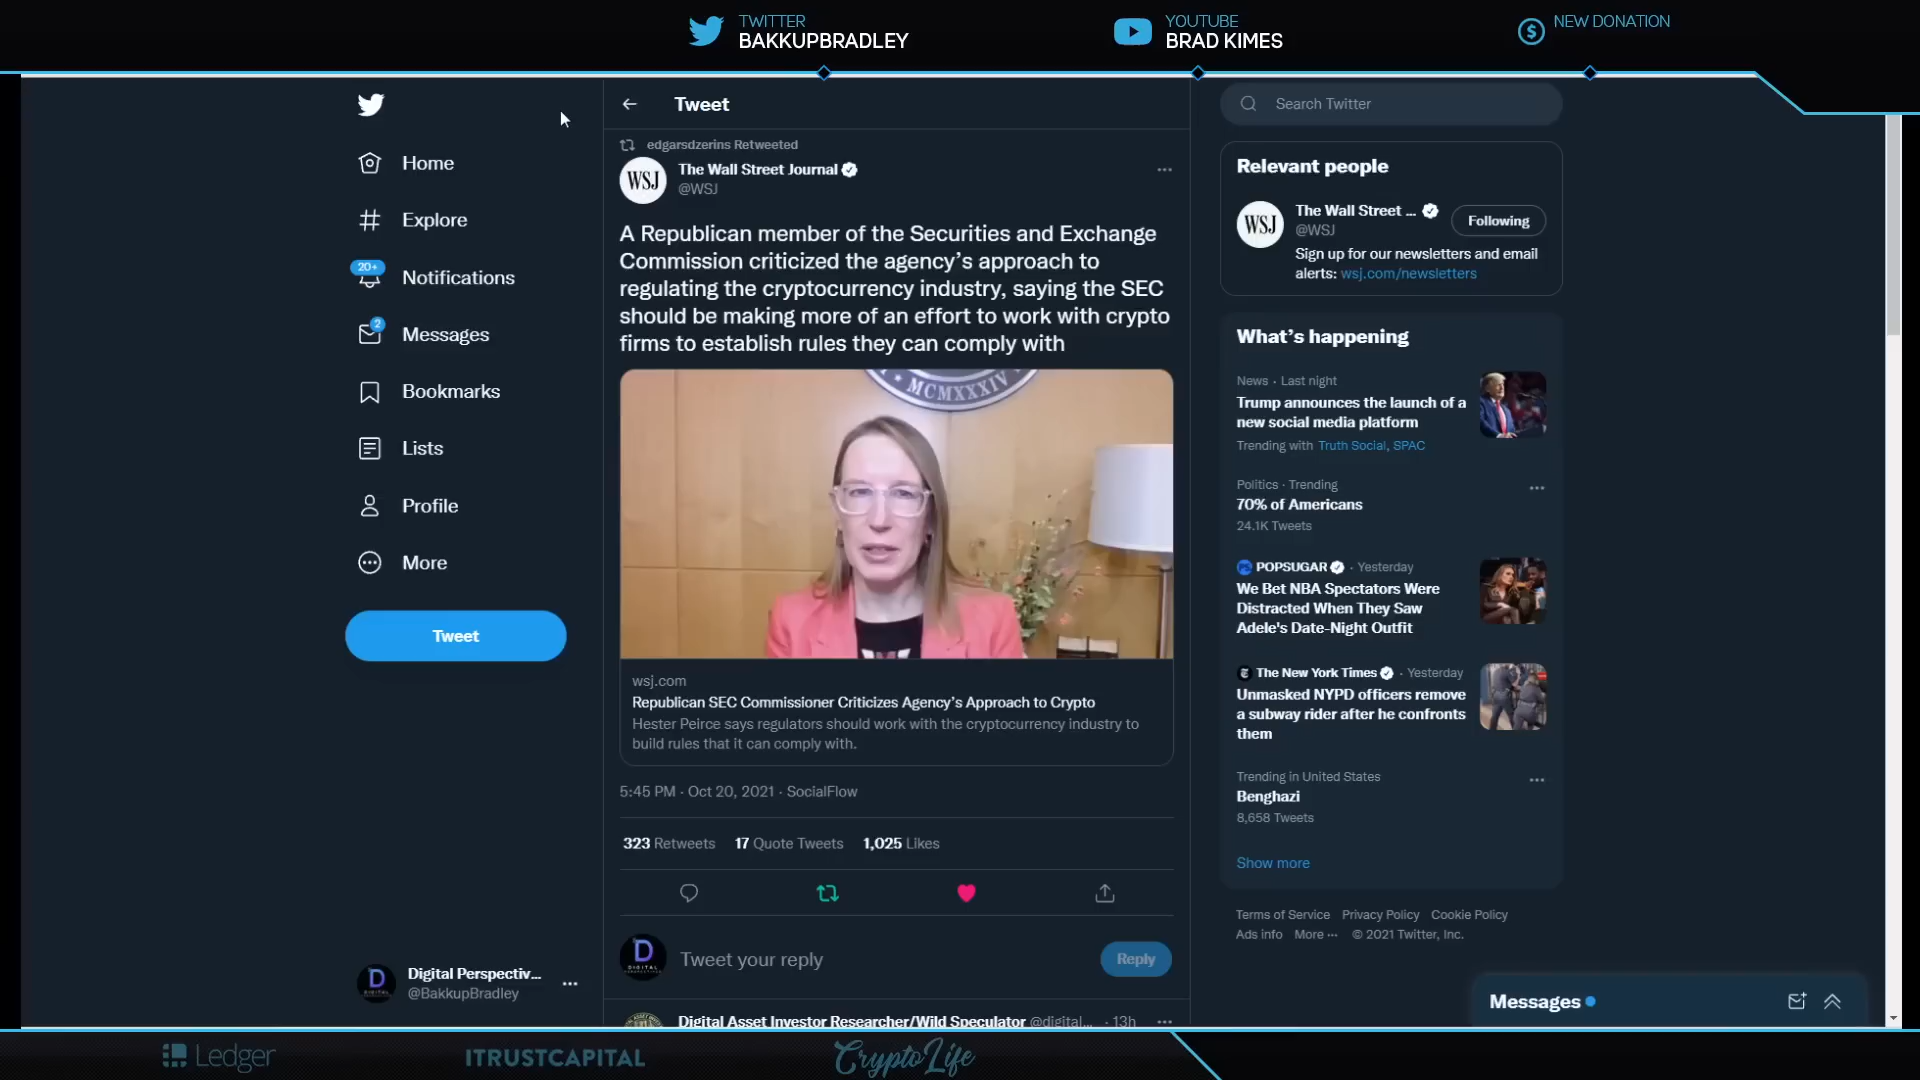 TWITTER
BAKKUPBRADLEY
YOUTUBE
BRAD KIMES
NEW DONATION
Home
Explore
20+
Notifications
2
Messages
Bookmarks
Lists
Profile
More
Tweet
Digital Perspectiv...
@BakkupBradley
Tweet
edgarsdzerins Retweeted
WSJ
The Wall Street Journal
@WSJ
A Republican member of the Securities and Exchange
Commission criticized the agency’s approach to
regulating the cryptocurrency industry, saying the SEC
should be making more of an effort to work with crypto
firms to establish rules they can comply with
MCMXXXIV
wsj.com
Republican SEC Commissioner Criticizes Agency’s Approach to Crypto
Hester Peirce says regulators should work with the cryptocurrency industry to
build rules that it can comply with.
5:45 PM · Oct 20, 2021 · SocialFlow
323 Retweets 17 Quote Tweets 1,025 Likes
D
DIGITAL
Tweet your reply
Reply
Digital Asset Investor Researcher/Wild Speculator @digital... · 13h
Search Twitter
Relevant people
WSJ
The Wall Street ...
@WSJ
Following
Sign up for our newsletters and email
alerts: wsj.com/newsletters
What’s happening
News · Last night
Trump announces the launch of a
new social media platform
Trending with Truth Social, SPAC
Politics · Trending
70% of Americans
24.1K Tweets
POPSUGAR · Yesterday
We Bet NBA Spectators Were
Distracted When They Saw
Adele's Date-Night Outfit
The New York Times · Yesterday
Unmasked NYPD officers remove
a subway rider after he confronts
them
Trending in United States
Benghazi
8,658 Tweets
Show more
Terms of Service Privacy Policy Cookie Policy
Ads info More ··· © 2021 Twitter, Inc.
Messages
Ledger
ITRUSTCAPITAL
CryptoLife